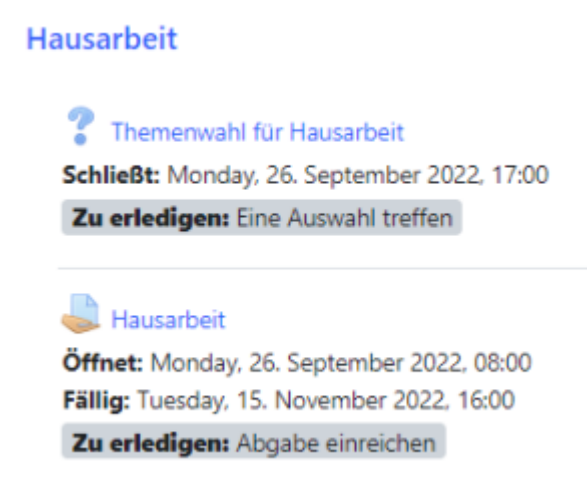 Hausarbeit
Themenwahl für Hausarbeit
Schließt: Monday, 26. September 2022, 17:00
Zu erledigen: Eine Auswahl treffen
Hausarbeit
Öffnet: Monday, 26. September 2022, 08:00
Fällig: Tuesday, 15. November 2022, 16:00
Zu erledigen: Abgabe einreichen